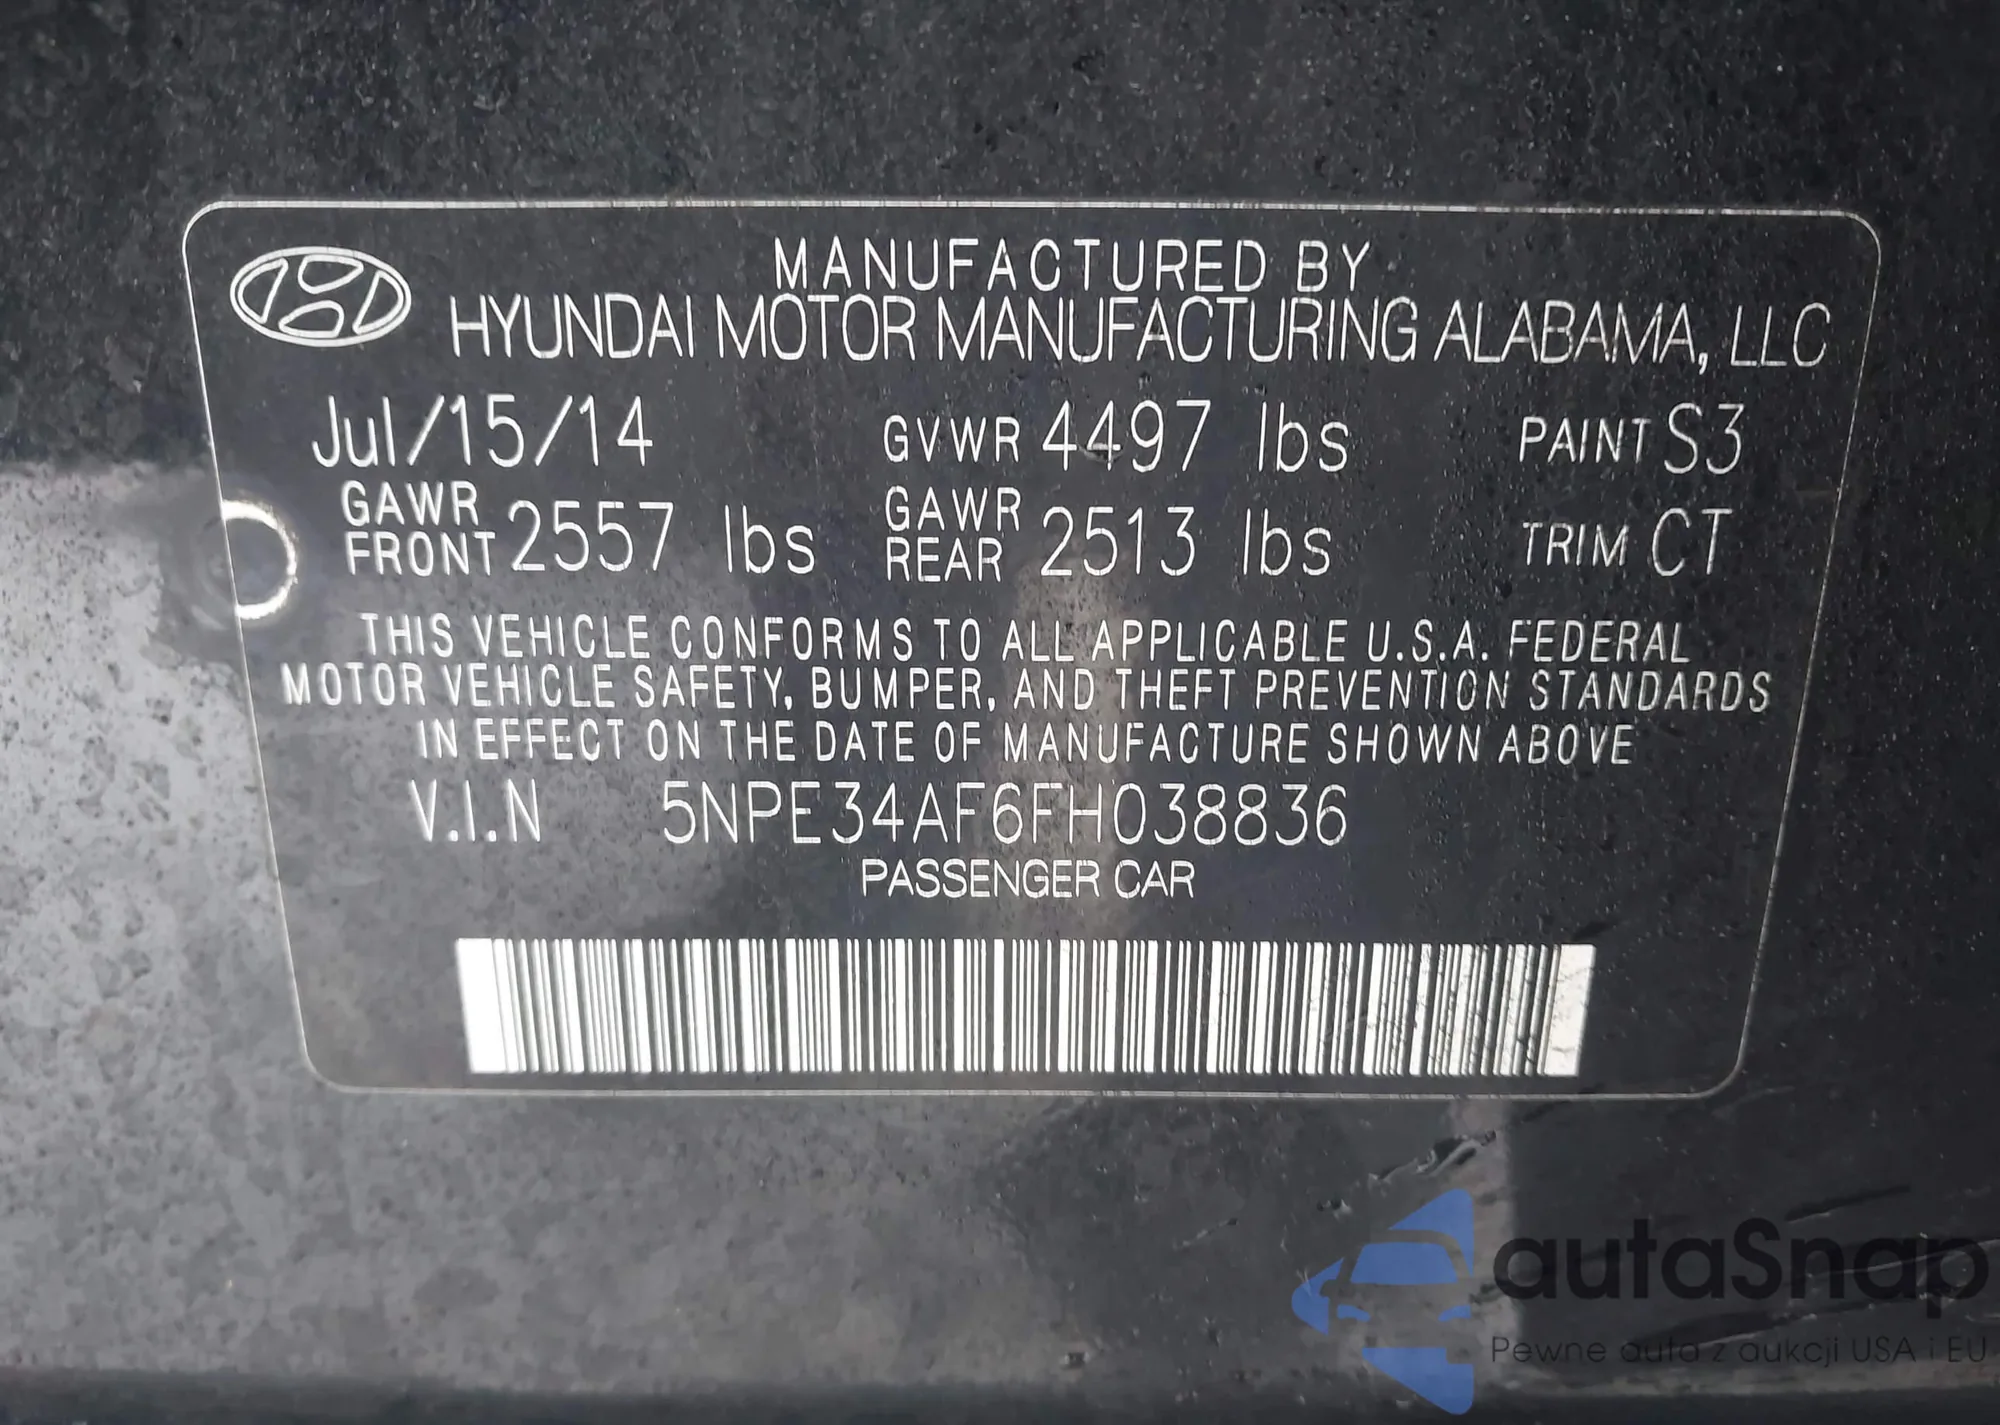 MANUFACTURED BY
HYUNDAI MOTOR MANUFACTURING ALABAMA, LLC
Jul/15/14 GVWR 4497 lbs PAINT S3
GAWR FRONT 2557 lbs GAWR REAR 2513 lbs TRIM CT
THIS VEHICLE CONFORMS TO ALL APPLICABLE U.S.A. FEDERAL
MOTOR VEHICLE SAFETY, BUMPER, AND THEFT PREVENTION STANDARDS
IN EFFECT ON THE DATE OF MANUFACTURE SHOWN ABOVE
V.I.N 5NPE34AF6FH038836
PASSENGER CAR
autaSnap
Pewne auta z aukcji USA i EU